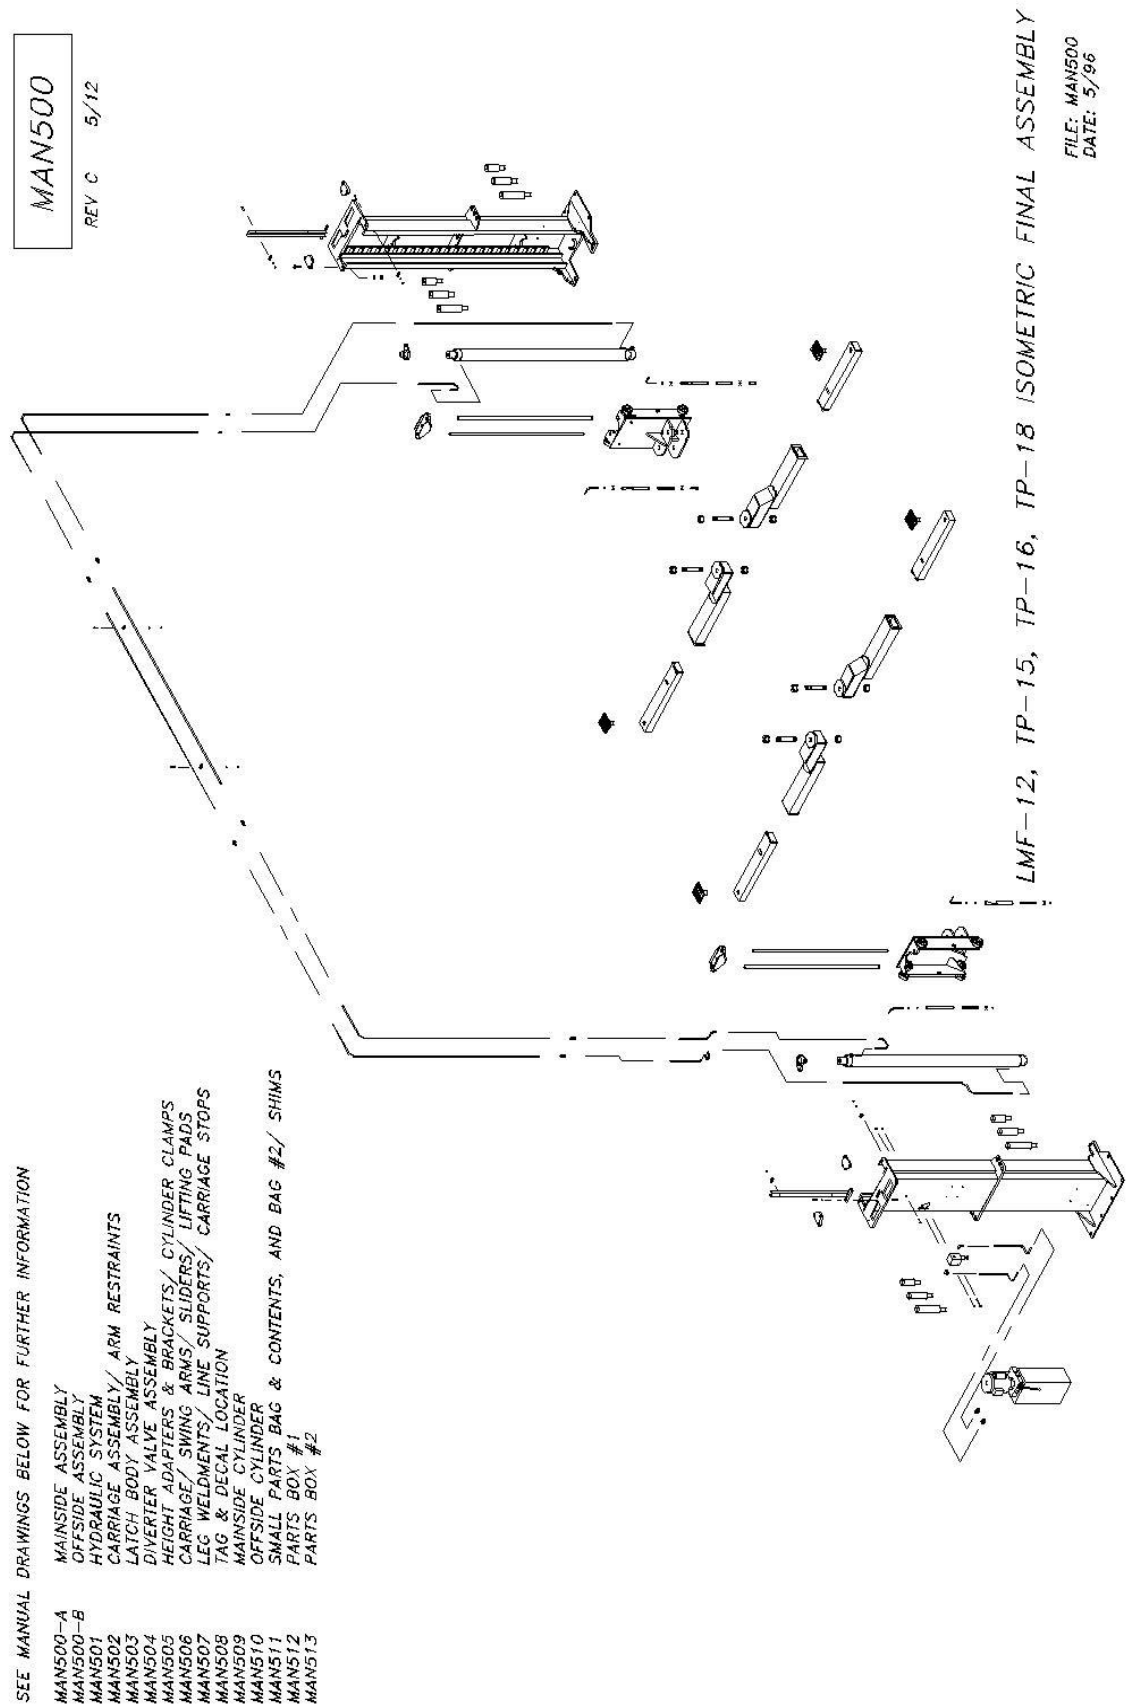 MAN500
REV C 5/12
SEE MANUAL DRAWINGS BELOW FOR FURTHER INFORMATION
MAN500-A MAINSIDE ASSEMBLY
MAN500-B OFFSIDE ASSEMBLY
MAN501 HYDRAULIC SYSTEM
MAN502 CARRIAGE ASSEMBLY/ ARM RESTRAINTS
MAN503 LATCH BODY ASSEMBLY
MAN504 DIVERTER VALVE ASSEMBLY
MAN505 HEIGHT ADAPTERS & BRACKETS/ CYLINDER CLAMPS
MAN506 CARRIAGE/ SWING ARMS/ SLIDERS/ LIFTING PADS
MAN507 LEG WELDMENTS/ LINE SUPPORTS/ CARRIAGE STOPS
MAN508 TAG & DECAL LOCATION
MAN509 MAINSIDE CYLINDER
MAN510 OFFSIDE CYLINDER
MAN511 SMALL PARTS BAG & CONTENTS, AND BAG #2/ SHIMS
MAN512 PARTS BOX #1
MAN513 PARTS BOX #2
LMF-12, TP-15, TP-16, TP-18 ISOMETRIC FINAL ASSEMBLY
FILE: MAN500
DATE: 5/96